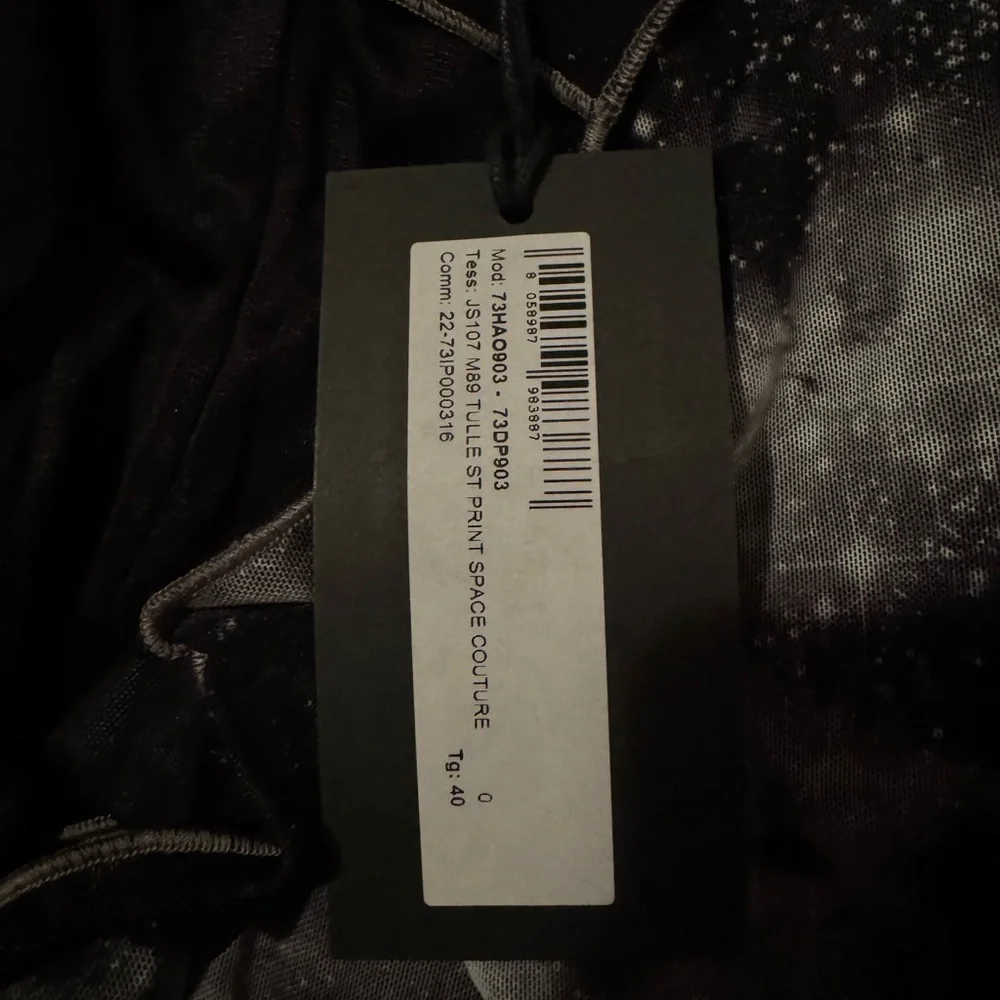 8 058987 983887
Mod: 73HAO903 - 73DP903
Tess: JS107 M89 TULLE ST PRINT SPACE COUTURE 0
Comm: 22-73IP000316 Tg: 40